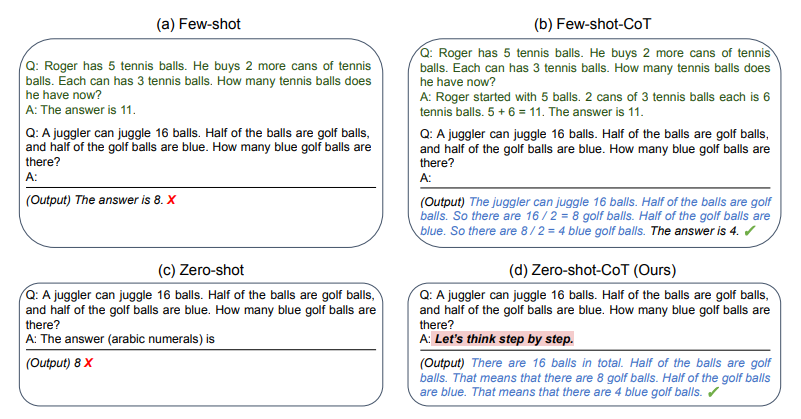 (a) Few-shot
Q: Roger has 5 tennis balls. He buys 2 more cans of tennis
balls. Each can has 3 tennis balls. How many tennis balls does
he have now?
A: The answer is 11.
Q: A juggler can juggle 16 balls. Half of the balls are golf balls,
and half of the golf balls are blue. How many blue golf balls are
there?
A:
(Output) The answer is 8. X
(b) Few-shot-CoT
Q: Roger has 5 tennis balls. He buys 2 more cans of tennis
balls. Each can has 3 tennis balls. How many tennis balls does
he have now?
A: Roger started with 5 balls. 2 cans of 3 tennis balls each is 6
tennis balls. 5 + 6 = 11. The answer is 11.
Q: A juggler can juggle 16 balls. Half of the balls are golf balls,
and half of the golf balls are blue. How many blue golf balls are
there?
A:
(Output) The juggler can juggle 16 balls. Half of the balls are golf
balls. So there are 16 / 2 = 8 golf balls. Half of the golf balls are
blue. So there are 8 / 2 = 4 blue golf balls. The answer is 4. ✓
(c) Zero-shot
Q: A juggler can juggle 16 balls. Half of the balls are golf balls,
and half of the golf balls are blue. How many blue golf balls are
there?
A: The answer (arabic numerals) is
(Output) 8 X
(d) Zero-shot-CoT (Ours)
Q: A juggler can juggle 16 balls. Half of the balls are golf balls,
and half of the golf balls are blue. How many blue golf balls are
there?
A: Let's think step by step.
(Output) There are 16 balls in total. Half of the balls are golf
balls. That means that there are 8 golf balls. Half of the golf balls
are blue. That means that there are 4 blue golf balls. ✓